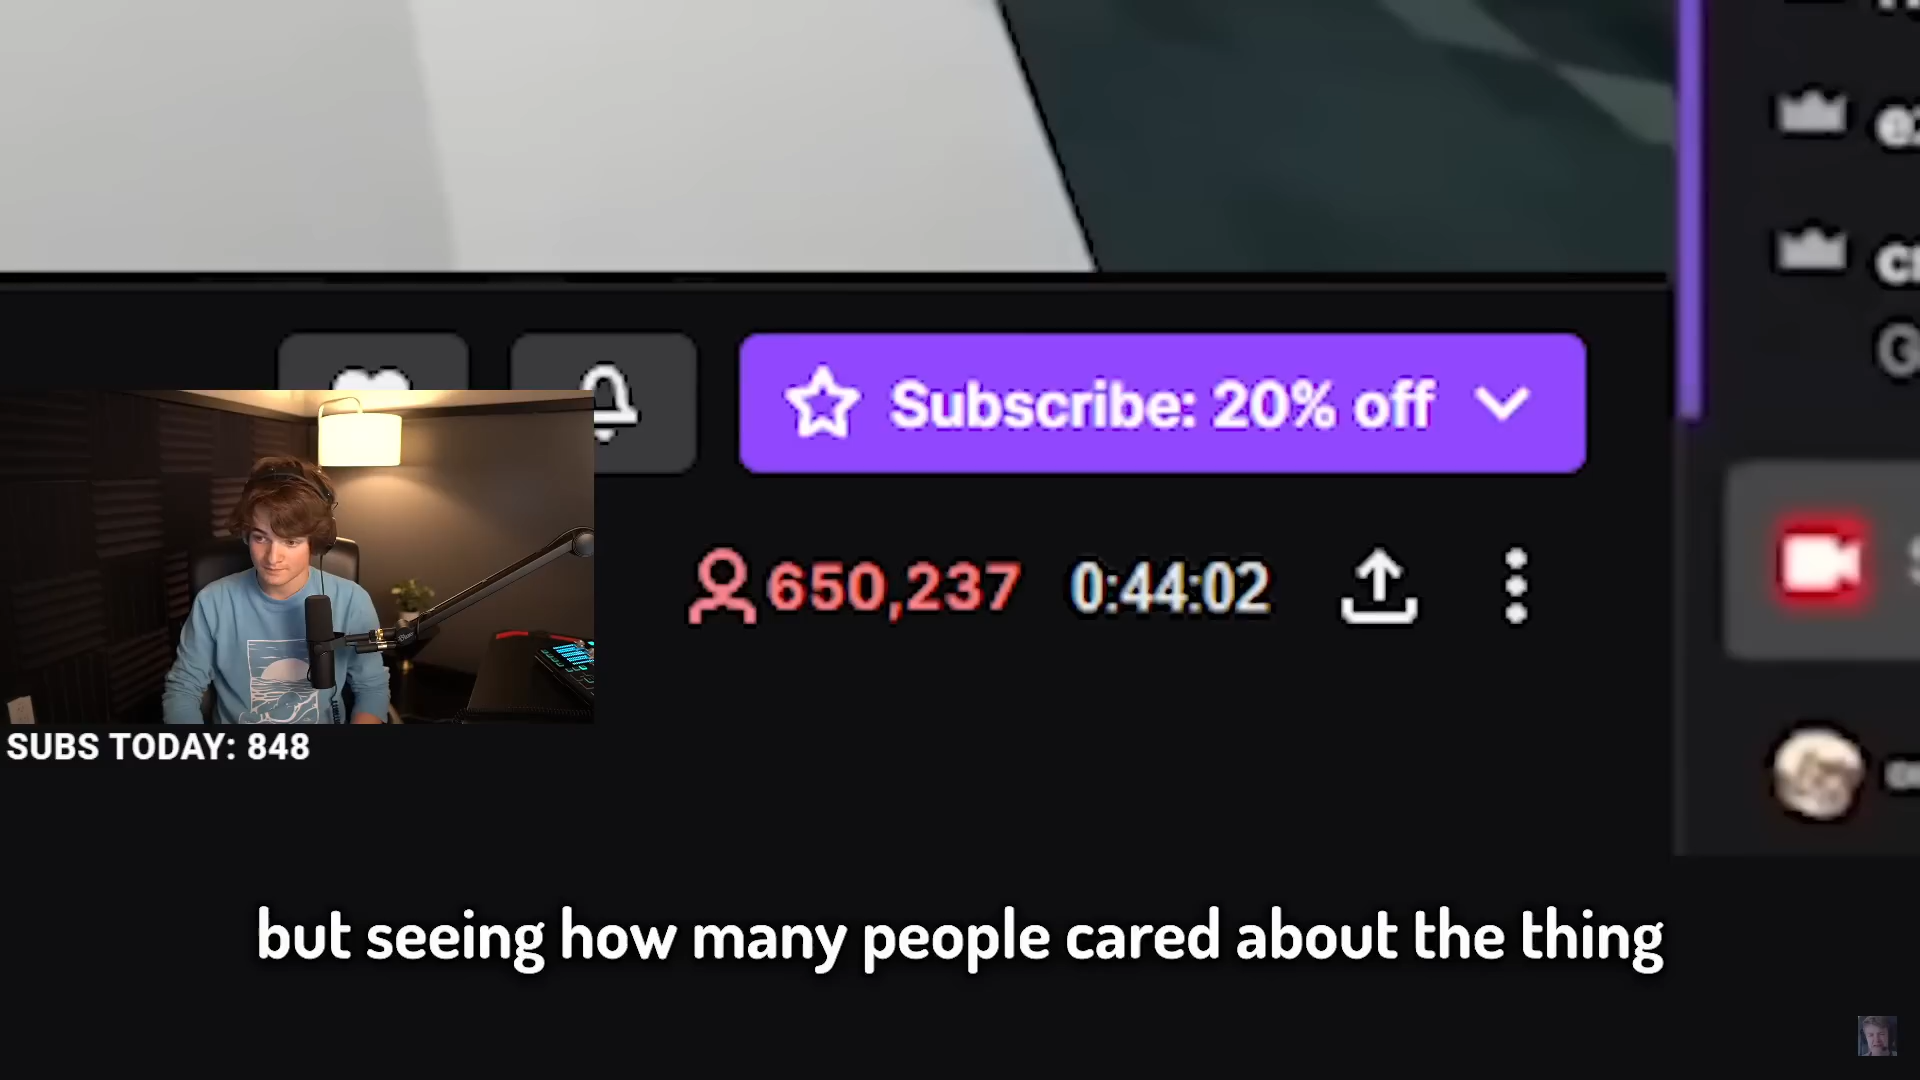 Subscribe: 20% off
650,237 0:44:02
SUBS TODAY: 848
but seeing how many people cared about the thing